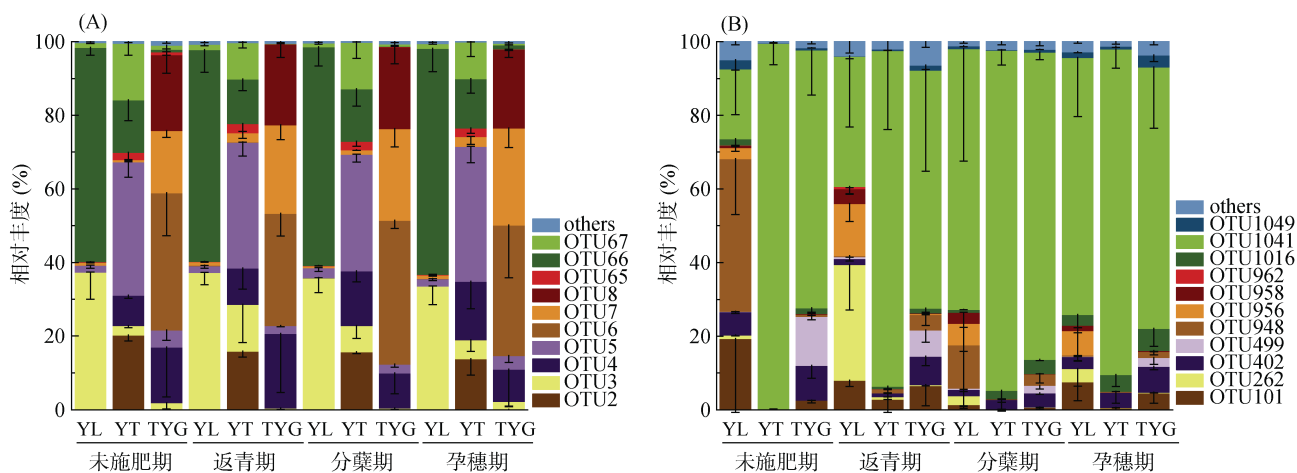 (A)
相对丰度 (%)
100
80
60
40
20
0
YL YT TYG YL YT TYG YL YT TYG YL YT TYG
未施肥期 返青期 分蘖期 孕穗期
others
OTU67
OTU66
OTU65
OTU8
OTU7
OTU6
OTU5
OTU4
OTU3
OTU2
(B)
相对丰度 (%)
100
80
60
40
20
0
YL YT TYG YL YT TYG YL YT TYG YL YT TYG
未施肥期 返青期 分蘖期 孕穗期
others
OTU1049
OTU1041
OTU1016
OTU962
OTU958
OTU956
OTU948
OTU499
OTU402
OTU262
OTU101